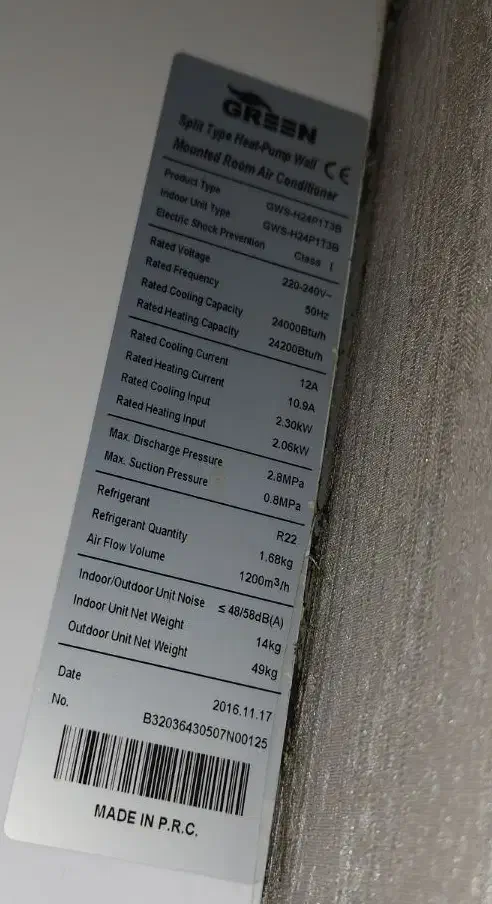 GREEN
Split Type Heat-Pump Wall
Mounted Room Air Conditioner CE
Product Type GWS-H24P1T3B
Indoor Unit Type GWS-H24P1T3B
Electric Shock Prevention Class I
Rated Voltage 220-240V~
Rated Frequency 50Hz
Rated Cooling Capacity 24000Btu/h
Rated Heating Capacity 24200Btu/h
Rated Cooling Current 12A
Rated Heating Current 10.9A
Rated Cooling Input 2.30kW
Rated Heating Input 2.06kW
Max. Discharge Pressure 2.8MPa
Max. Suction Pressure 0.8MPa
Refrigerant R22
Refrigerant Quantity 1.68kg
Air Flow Volume 1200m³/h
Indoor/Outdoor Unit Noise ≤ 48/58dB(A)
Indoor Unit Net Weight 14kg
Outdoor Unit Net Weight 49kg
Date 2016.11.17
No. B32036430507N00125
MADE IN P.R.C.